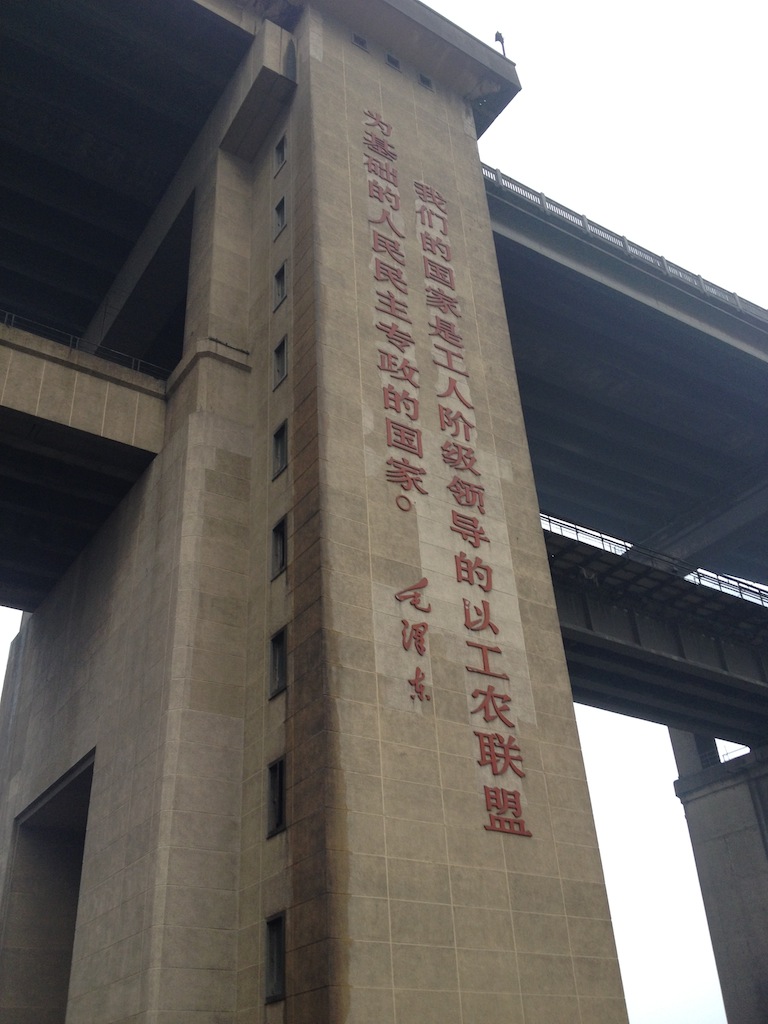 我们的国家是工人阶级领导的以工农联盟
为基础的人民民主专政的国家。
毛泽东